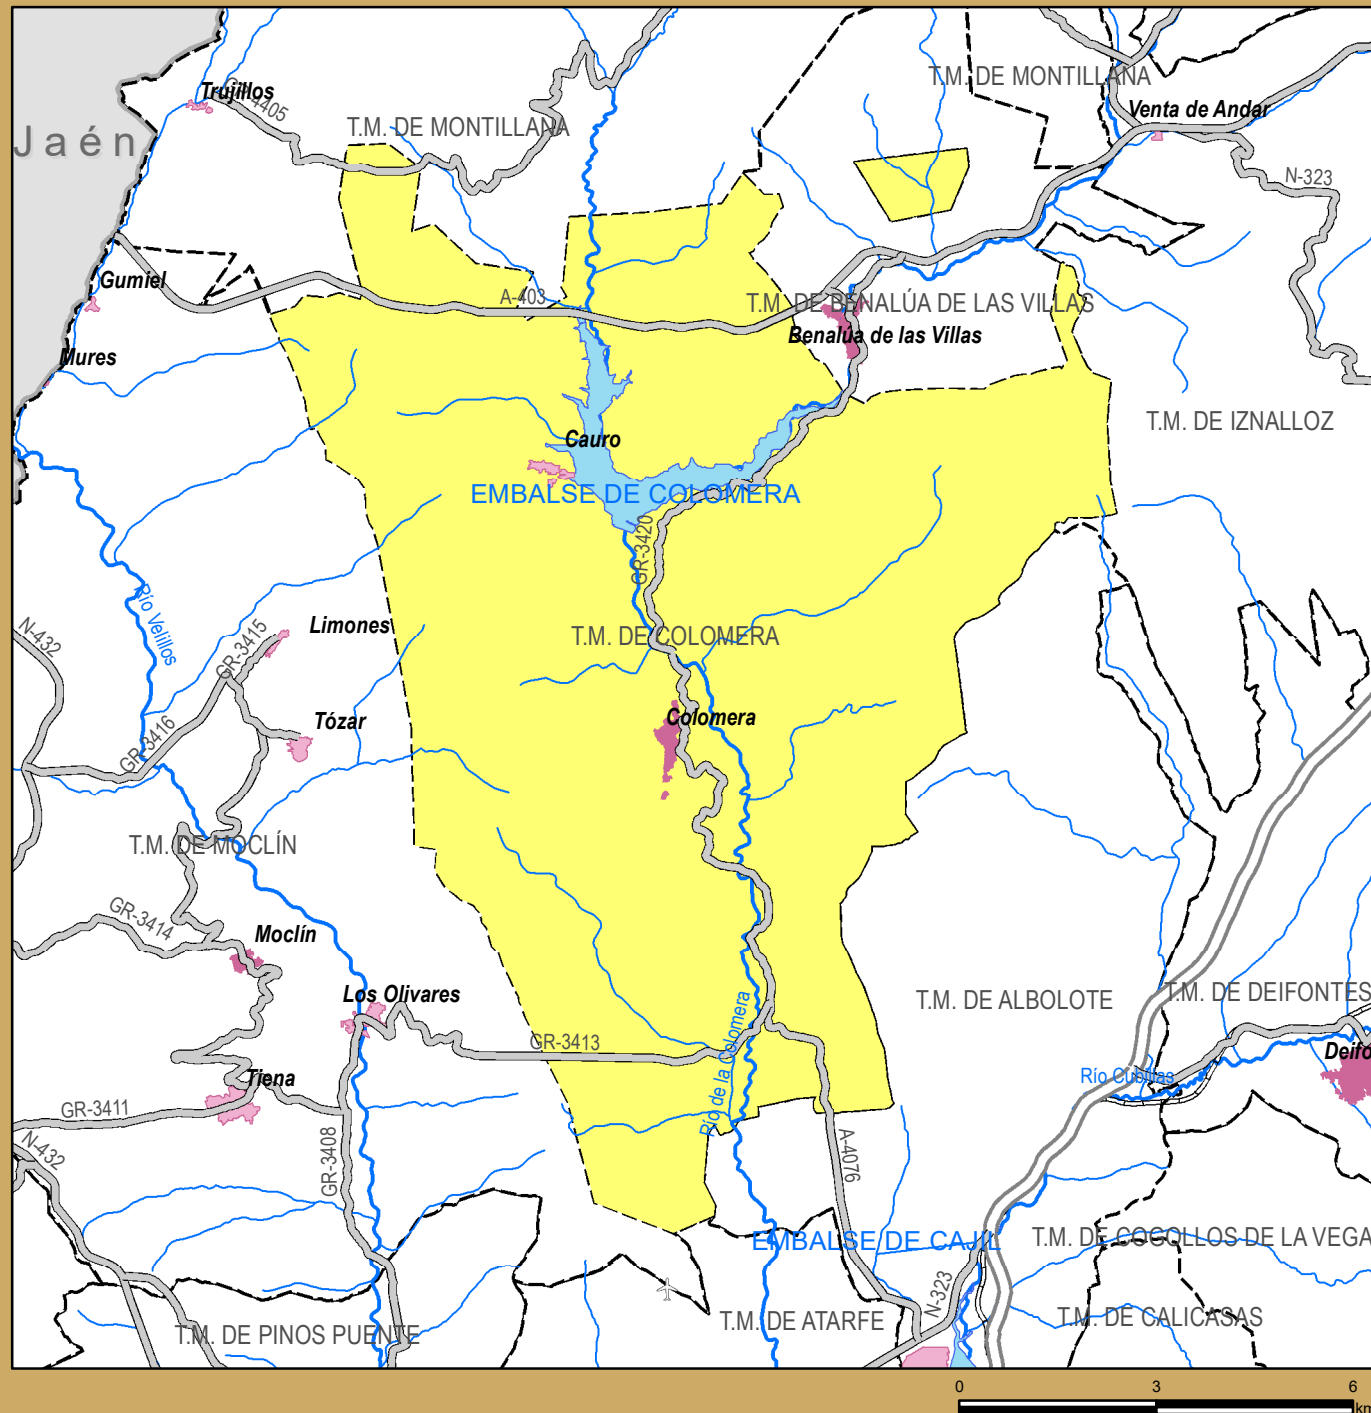 T.M. DE MONTILLANA
Trujillos
GR-4405
Venta de Andar
T.M. DE MONTILLANA
Jaén
N-323
Gumiel
A-403
T.M. DE BENALÚA DE LAS VILLAS
Benalúa de las Villas
Mures
T.M. DE IZNALLOZ
Cauro
EMBALSE DE COLOMERA
GR-3420
Río Velillos
N-432
Limones
GR-3415
T.M. DE COLOMERA
Tózar
Colomera
GR-3416
T.M. DE MOCLÍN
GR-3414
Moclín
Los Olivares
T.M. DE ALBOLOTE
T.M. DE DEIFONTES
GR-3413
Río de la Colomera
Deifo
Tiena
Río Cubillas
GR-3411
N-432
GR-3408
A-4076
EMBALSE DE CAJIL
T.M. DE COGOLLOS DE LA VEGA
N-323
T.M. DE PINOS PUENTE
T.M. DE ATARFE
T.M. DE CALICASAS
0 3 6
km